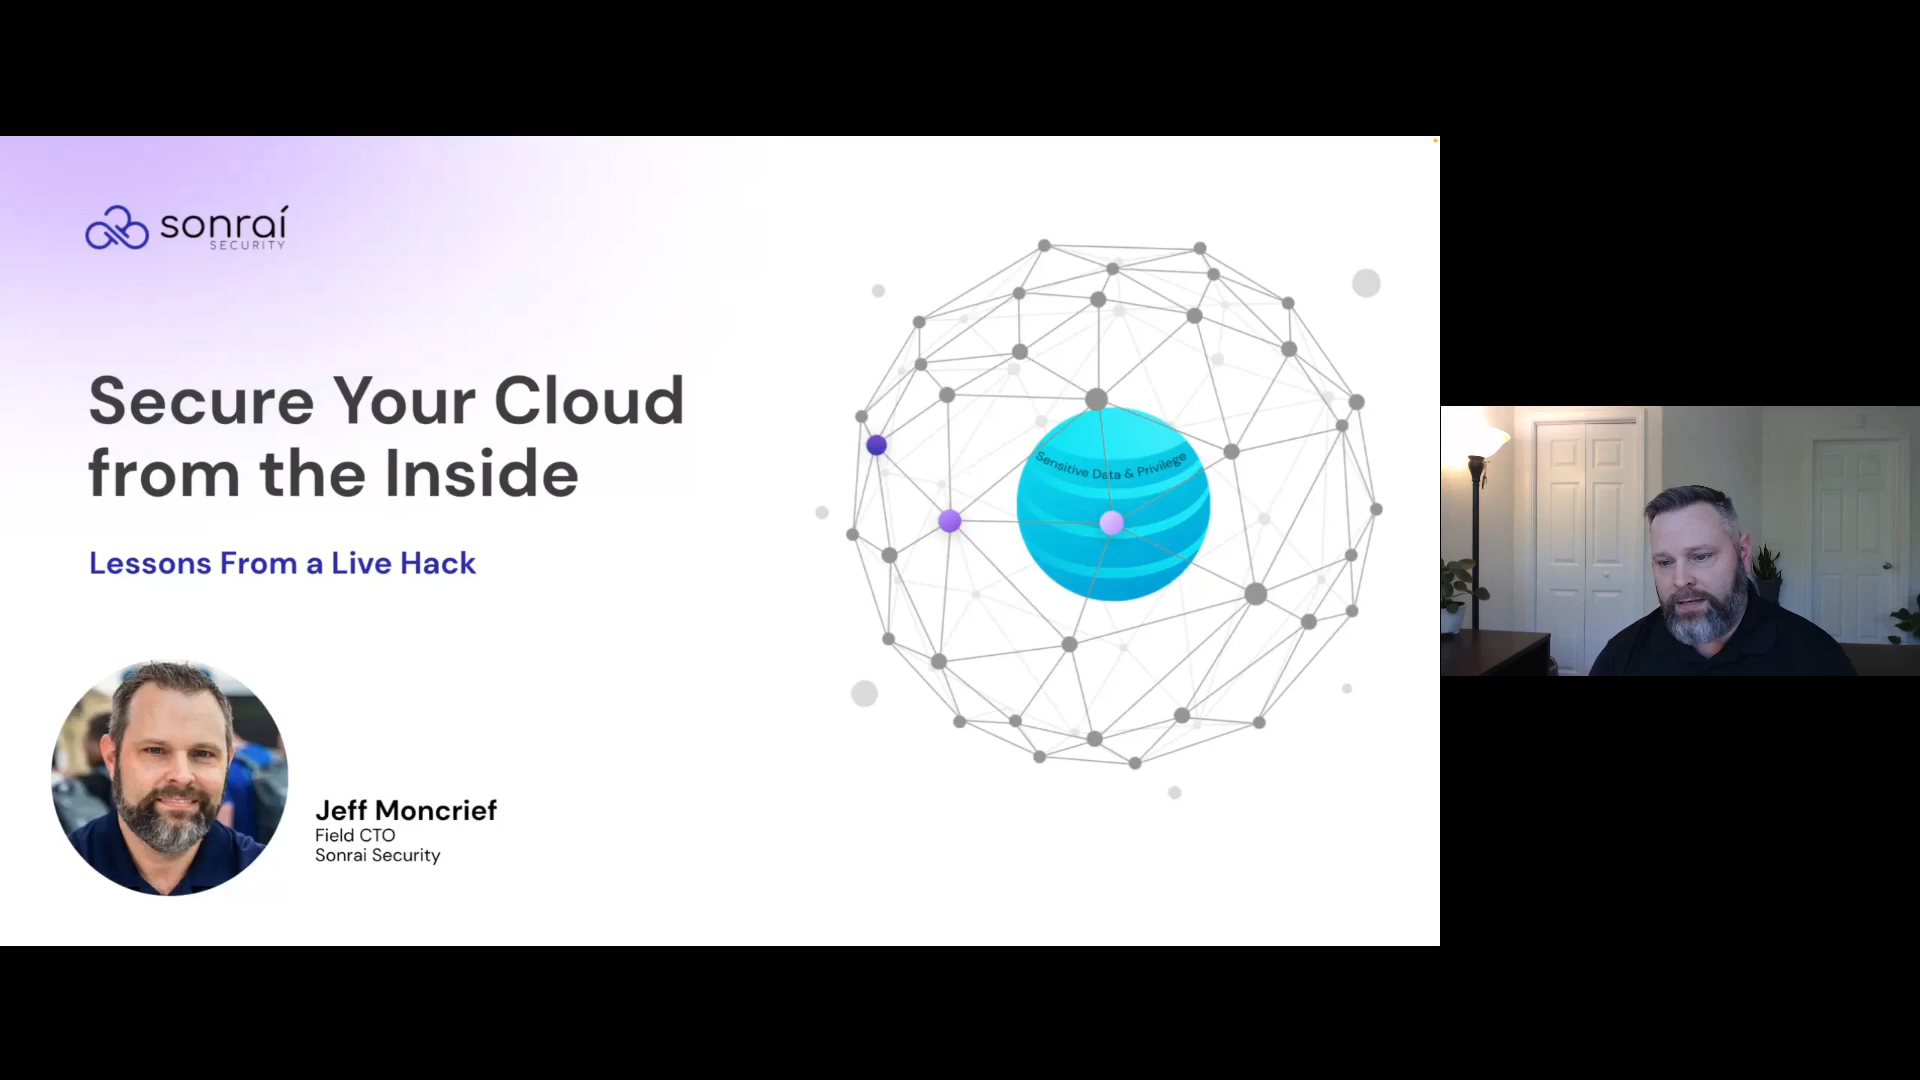 sonraí
SECURITY
Secure Your Cloud
from the Inside
Lessons From a Live Hack
Sensitive Data & Privilege
Jeff Moncrief
Field CTO
Sonrai Security